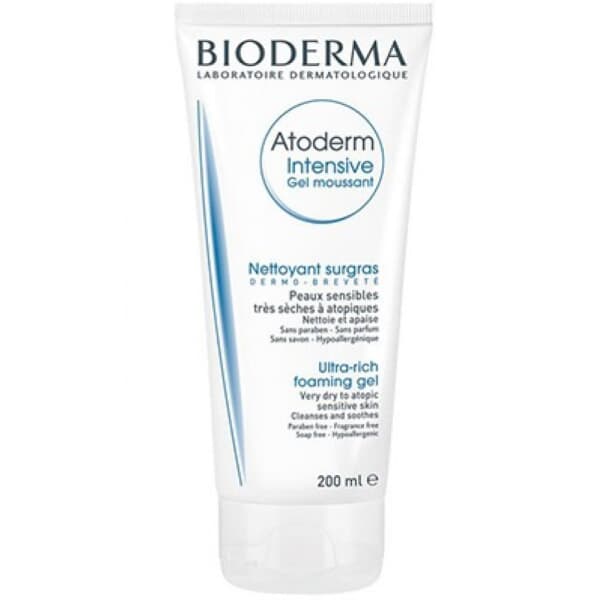 BIODERMA
LABORATOIRE DERMATOLOGIQUE
Atoderm
Intensive
Gel moussant
Nettoyant surgras
DERMO-BREVETÉ
Peaux sensibles
très sèches à atopiques
Nettoie et apaise
Sans paraben - Sans parfum
Sans savon - Hypoallergénique
Ultra-rich
foaming gel
Very dry to atopic
sensitive skin
Cleanses and soothes
Paraben free - Fragrance free
Soap free - Hypoallergenic
200 ml ℮